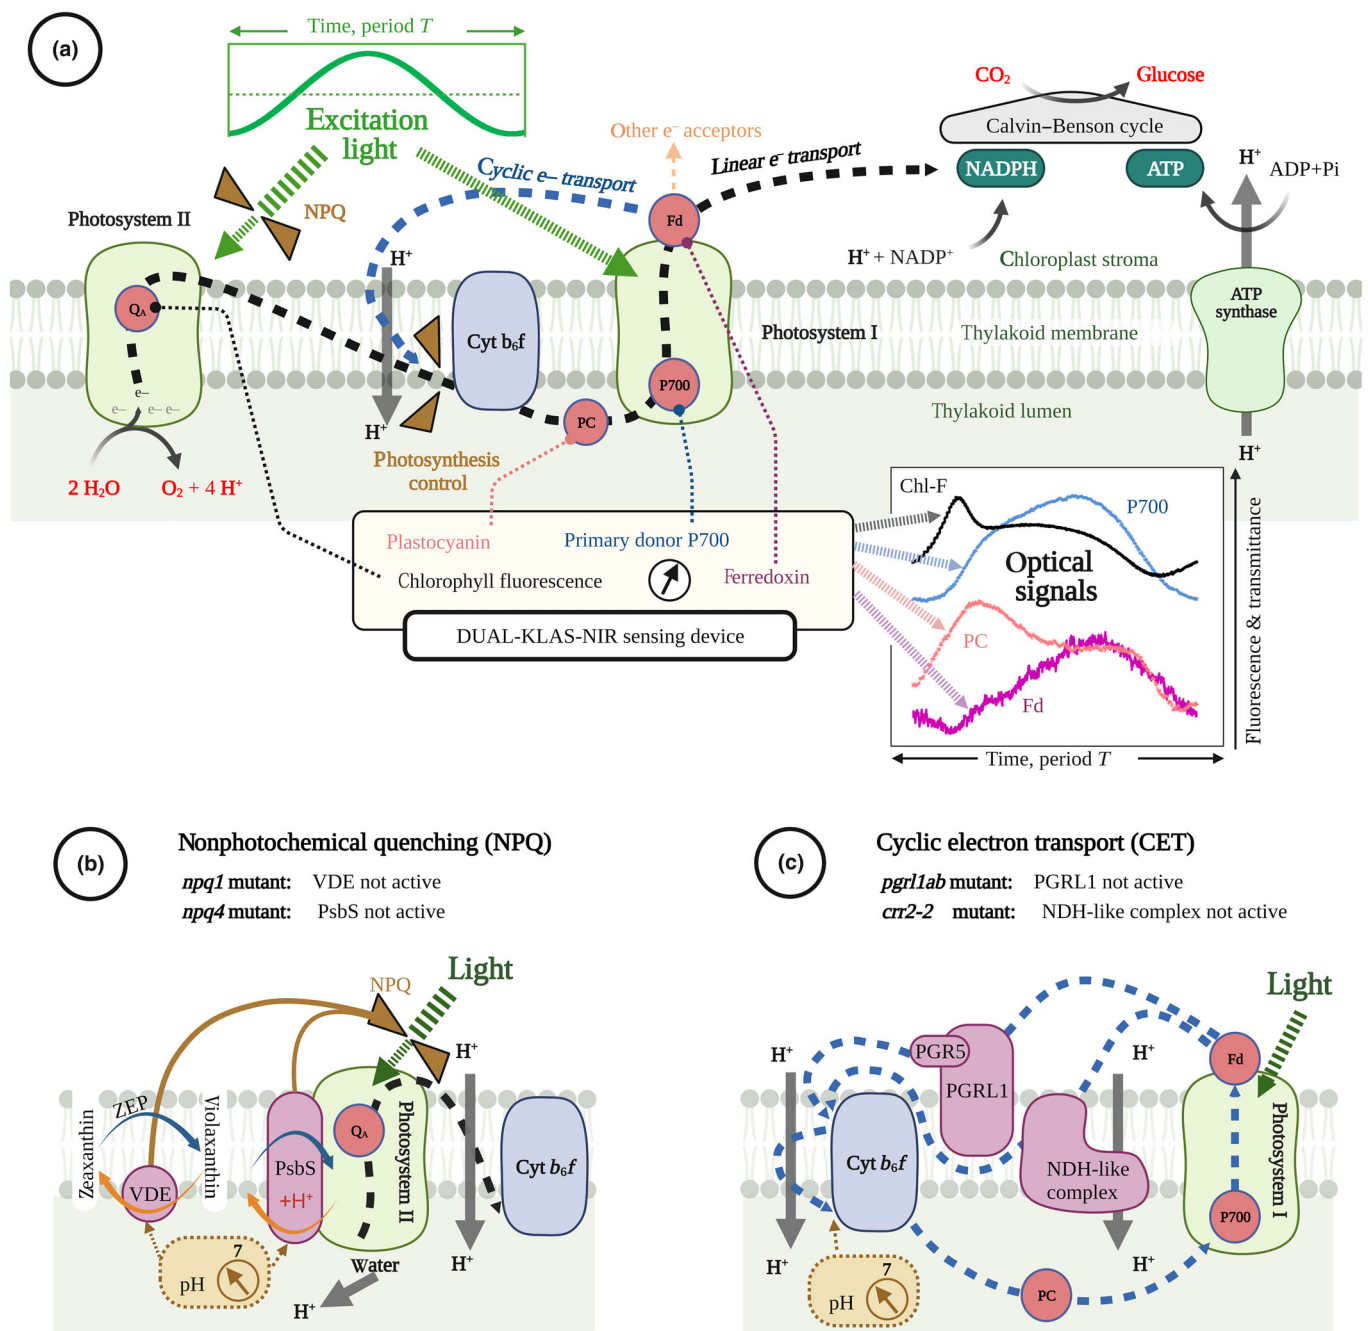 (a)
Time, period T
Excitation
light
CO₂
Glucose
Calvin–Benson cycle
NADPH
ATP
H⁺
ADP+Pi
Other e⁻ acceptors
Linear e⁻ transport
Cyclic e– transport
NPQ
Photosystem II
Fd
H⁺
H⁺ + NADP⁺
Chloroplast stroma
Q_A
Cyt b₆f
Photosystem I
Thylakoid membrane
ATP
synthase
P700
e–
e– e– e–
PC
Thylakoid lumen
H⁺
H⁺
Photosynthesis
control
2 H₂O
O₂ + 4 H⁺
Plastocyanin
Primary donor P700
Chlorophyll fluorescence
Ferredoxin
DUAL-KLAS-NIR sensing device
Chl-F
P700
Optical
signals
PC
Fd
Fluorescence & transmittance
Time, period T
(b)
Nonphotochemical quenching (NPQ)
npq1 mutant: VDE not active
npq4 mutant: PsbS not active
Light
NPQ
H⁺
Zeaxanthin
ZEP
Violaxanthin
VDE
PsbS
+H⁺
Q_A
Photosystem II
Cyt b₆f
pH
7
Water
H⁺
H⁺
(c)
Cyclic electron transport (CET)
pgrl1ab mutant: PGRL1 not active
crr2-2 mutant: NDH-like complex not active
Light
H⁺
PGR5
PGRL1
H⁺
Fd
Cyt b₆f
NDH-like
complex
Photosystem I
P700
H⁺
H⁺
pH
7
PC